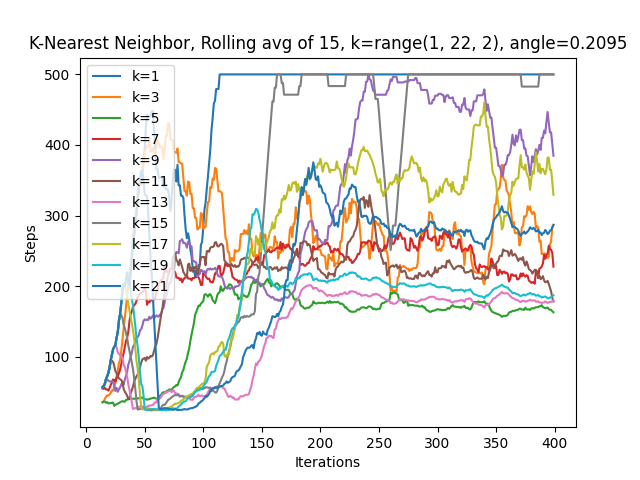 K-Nearest Neighbor, Rolling avg of 15, k=range(1, 22, 2), angle=0.2095
500
400
300
200
100
Steps
k=1
k=3
k=5
k=7
k=9
k=11
k=13
k=15
k=17
k=19
k=21
0 50 100 150 200 250 300 350 400
Iterations